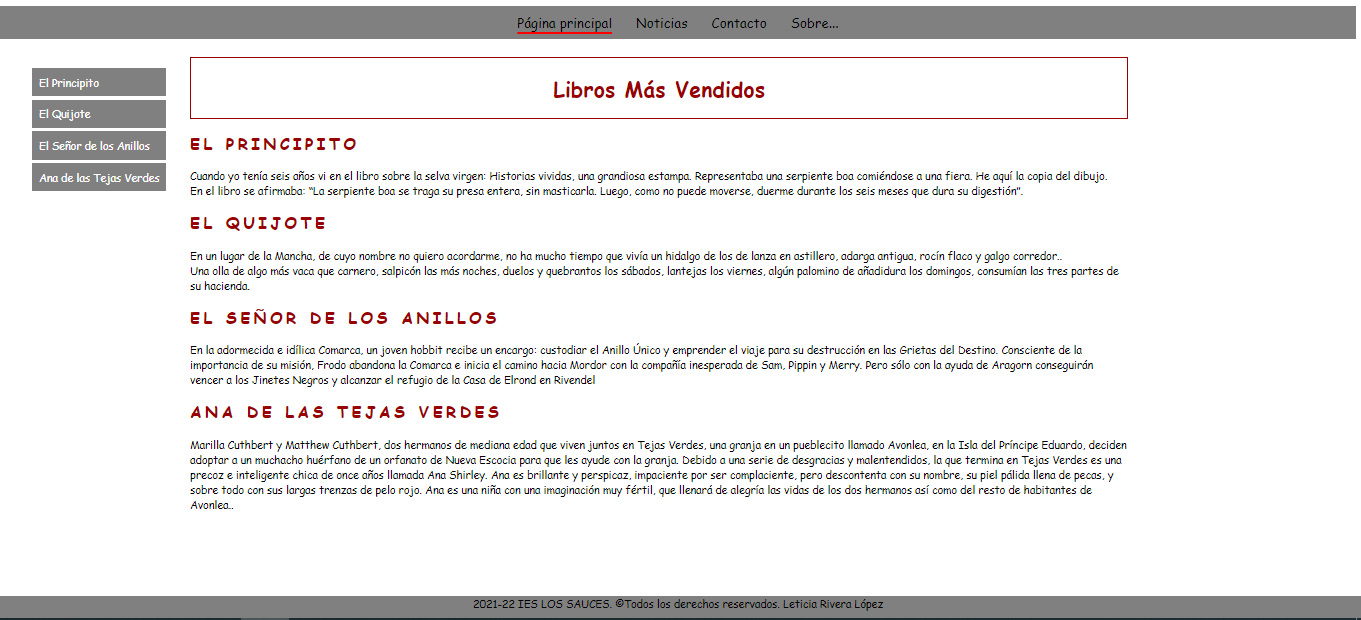 Página principal Noticias Contacto Sobre...
El Principito
El Quijote
El Señor de los Anillos
Ana de las Tejas Verdes
Libros Más Vendidos
EL PRINCIPITO
Cuando yo tenía seis años vi en el libro sobre la selva virgen: Historias vividas, una grandiosa estampa. Representaba una serpiente boa comiéndose a una fiera. He aquí la copia del dibujo.
En el libro se afirmaba: "La serpiente boa se traga su presa entera, sin masticarla. Luego, como no puede moverse, duerme durante los seis meses que dura su digestión".
EL QUIJOTE
En un lugar de la Mancha, de cuyo nombre no quiero acordarme, no ha mucho tiempo que vivía un hidalgo de los de lanza en astillero, adarga antigua, rocín flaco y galgo corredor..
Una olla de algo más vaca que carnero, salpicón las más noches, duelos y quebrantos los sábados, lantejas los viernes, algún palomino de añadidura los domingos, consumían las tres partes de
su hacienda.
EL SEÑOR DE LOS ANILLOS
En la adormecida e idílica Comarca, un joven hobbit recibe un encargo: custodiar el Anillo Único y emprender el viaje para su destrucción en las Grietas del Destino. Consciente de la
importancia de su misión, Frodo abandona la Comarca e inicia el camino hacia Mordor con la compañía inesperada de Sam, Pippin y Merry. Pero sólo con la ayuda de Aragorn conseguirán
vencer a los Jinetes Negros y alcanzar el refugio de la Casa de Elrond en Rivendel
ANA DE LAS TEJAS VERDES
Marilla Cuthbert y Matthew Cuthbert, dos hermanos de mediana edad que viven juntos en Tejas Verdes, una granja en un pueblecito llamado Avonlea, en la Isla del Príncipe Eduardo, deciden
adoptar a un muchacho huérfano de un orfanato de Nueva Escocia para que les ayude con la granja. Debido a una serie de desgracias y malentendidos, la que termina en Tejas Verdes es una
precoz e inteligente chica de once años llamada Ana Shirley. Ana es brillante y perspicaz, impaciente por ser complaciente, pero descontenta con su nombre, su piel pálida llena de pecas, y
sobre todo con sus largas trenzas de pelo rojo. Ana es una niña con una imaginación muy fértil, que llenará de alegría las vidas de los dos hermanos así como del resto de habitantes de
Avonlea..
2021-22 IES LOS SAUCES. ©Todos los derechos reservados. Leticia Rivera López